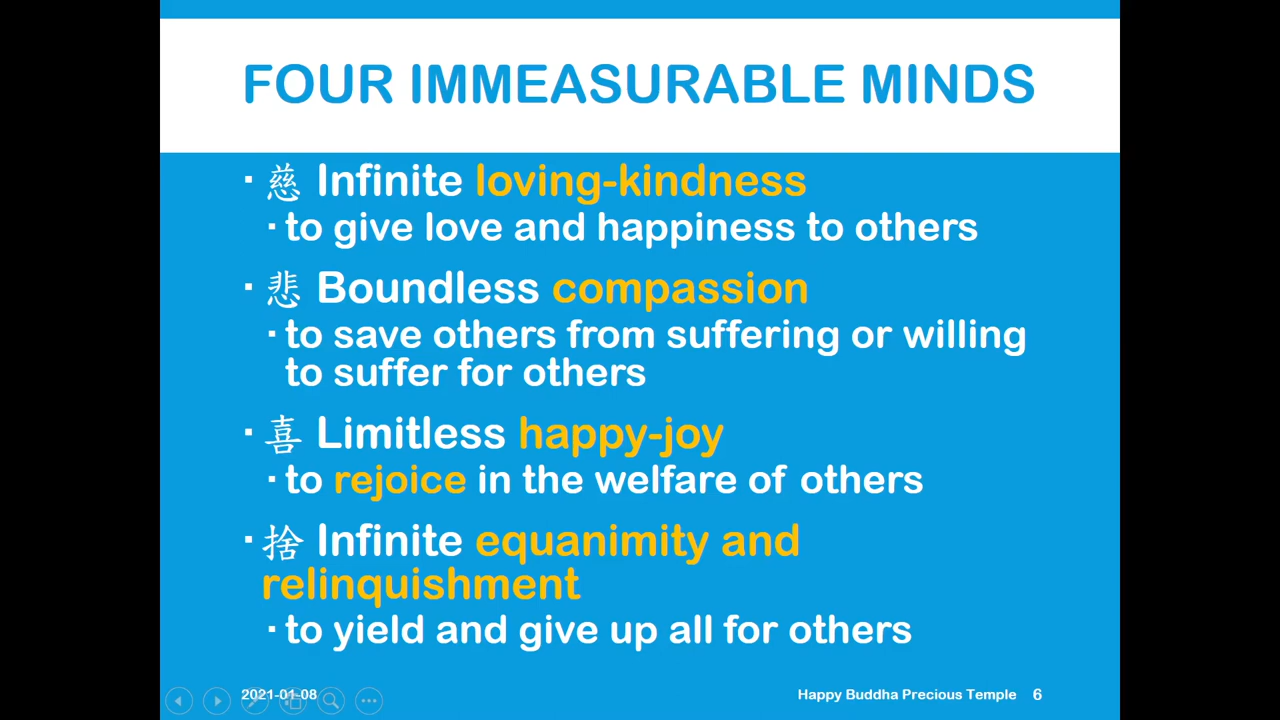 FOUR IMMEASURABLE MINDS
▪ 慈 Infinite loving-kindness
▪ to give love and happiness to others
▪ 悲 Boundless compassion
▪ to save others from suffering or willing
to suffer for others
▪ 喜 Limitless happy-joy
▪ to rejoice in the welfare of others
▪ 捨 Infinite equanimity and
relinquishment
▪ to yield and give up all for others
2021-01-08
Happy Buddha Precious Temple 6